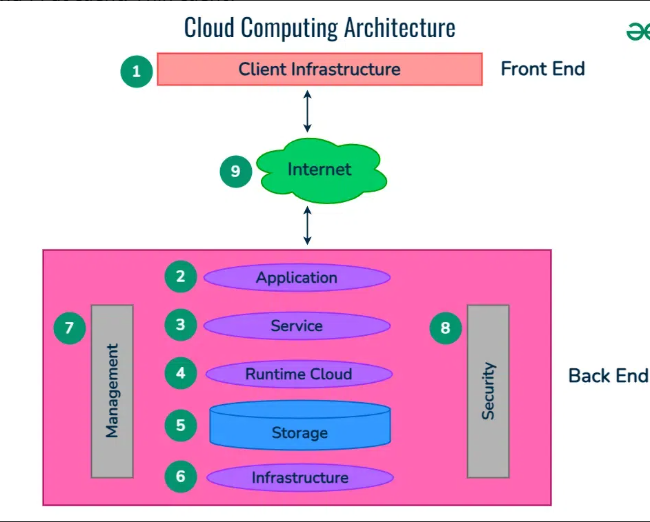 Cloud Computing Architecture
1
Client Infrastructure
Front End
9
Internet
2
Application
3
Service
7
Management
8
Security
4
Runtime Cloud
Back End
5
Storage
6
Infrastructure